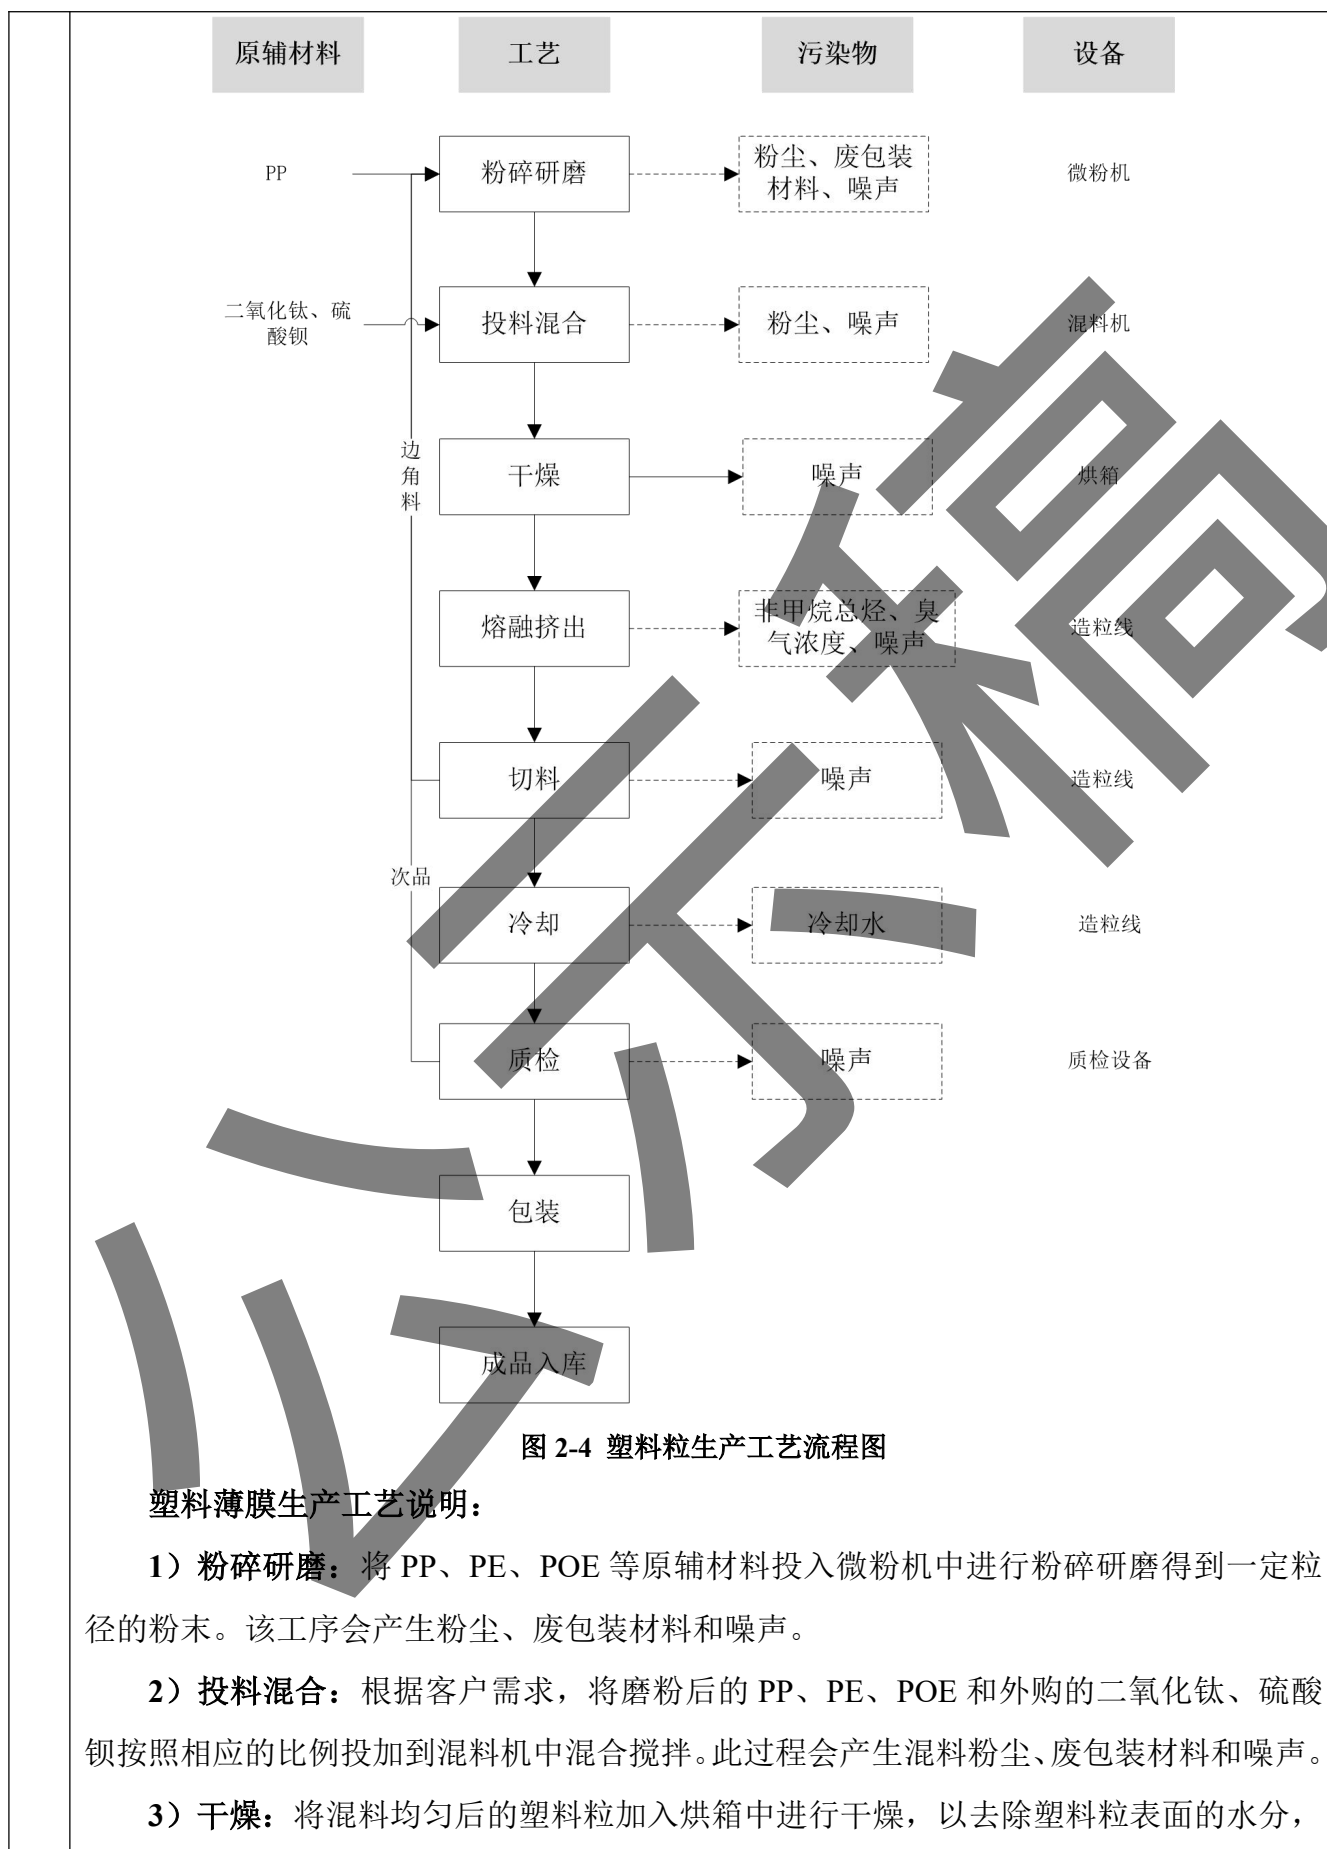 原辅材料 工艺 污染物 设备
PP 粉碎研磨 粉尘、废包装
材料、噪声 微粉机
二氧化钛、硫
酸钡 投料混合 粉尘、噪声 混料机
边
角
料
干燥 噪声 烘箱
熔融挤出 非甲烷总烃、臭
气浓度、噪声 造粒线
切料 噪声 造粒线
次品
冷却 冷却水 造粒线
质检 噪声 质检设备
包装
成品入库
公示稿
图 2-4 塑料粒生产工艺流程图
塑料薄膜生产工艺说明：
1）粉碎研磨：将 PP、PE、POE 等原辅材料投入微粉机中进行粉碎研磨得到一定粒
径的粉末。该工序会产生粉尘、废包装材料和噪声。
2）投料混合：根据客户需求，将磨粉后的 PP、PE、POE 和外购的二氧化钛、硫酸
钡按照相应的比例投加到混料机中混合搅拌。此过程会产生混料粉尘、废包装材料和噪声。
3）干燥：将混料均匀后的塑料粒加入烘箱中进行干燥，以去除塑料粒表面的水分，